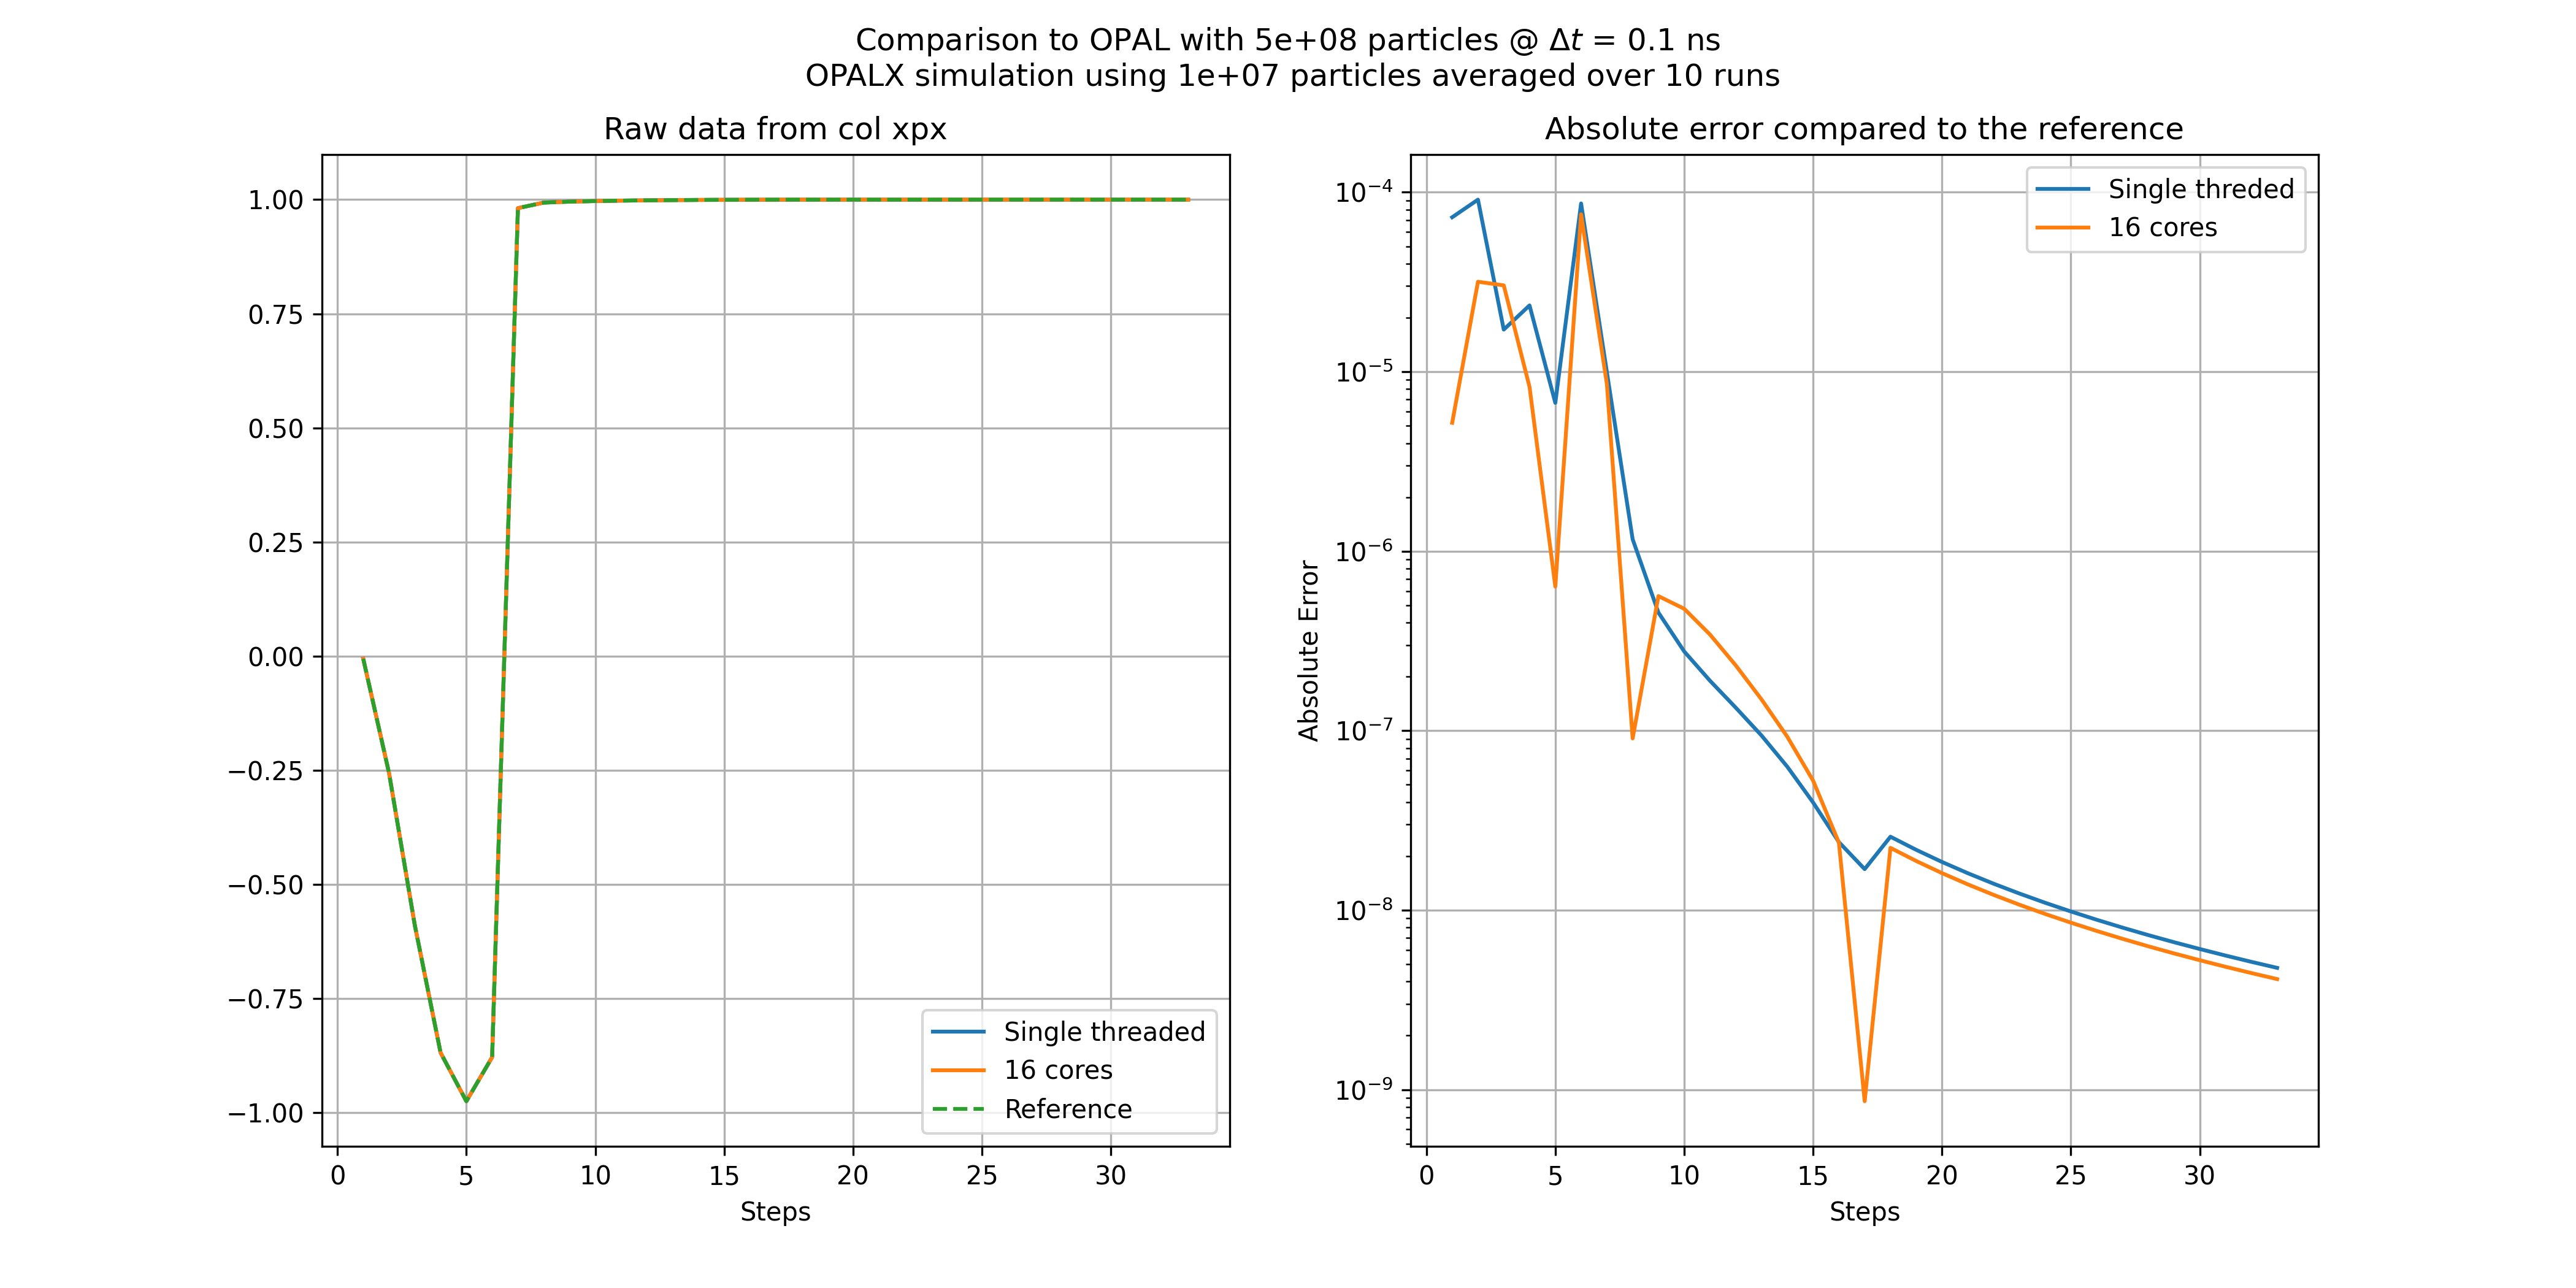 Comparison to OPAL with 5e+08 particles @ Δt = 0.1 ns
OPALX simulation using 1e+07 particles averaged over 10 runs
Raw data from col xpx
1.00
0.75
0.50
0.25
0.00
−0.25
−0.50
−0.75
−1.00
0 5 10 15 20 25 30
Steps
Single threaded
16 cores
Reference
Absolute error compared to the reference
Absolute Error
10⁻⁴
10⁻⁵
10⁻⁶
10⁻⁷
10⁻⁸
10⁻⁹
0 5 10 15 20 25 30
Steps
Single threded
16 cores